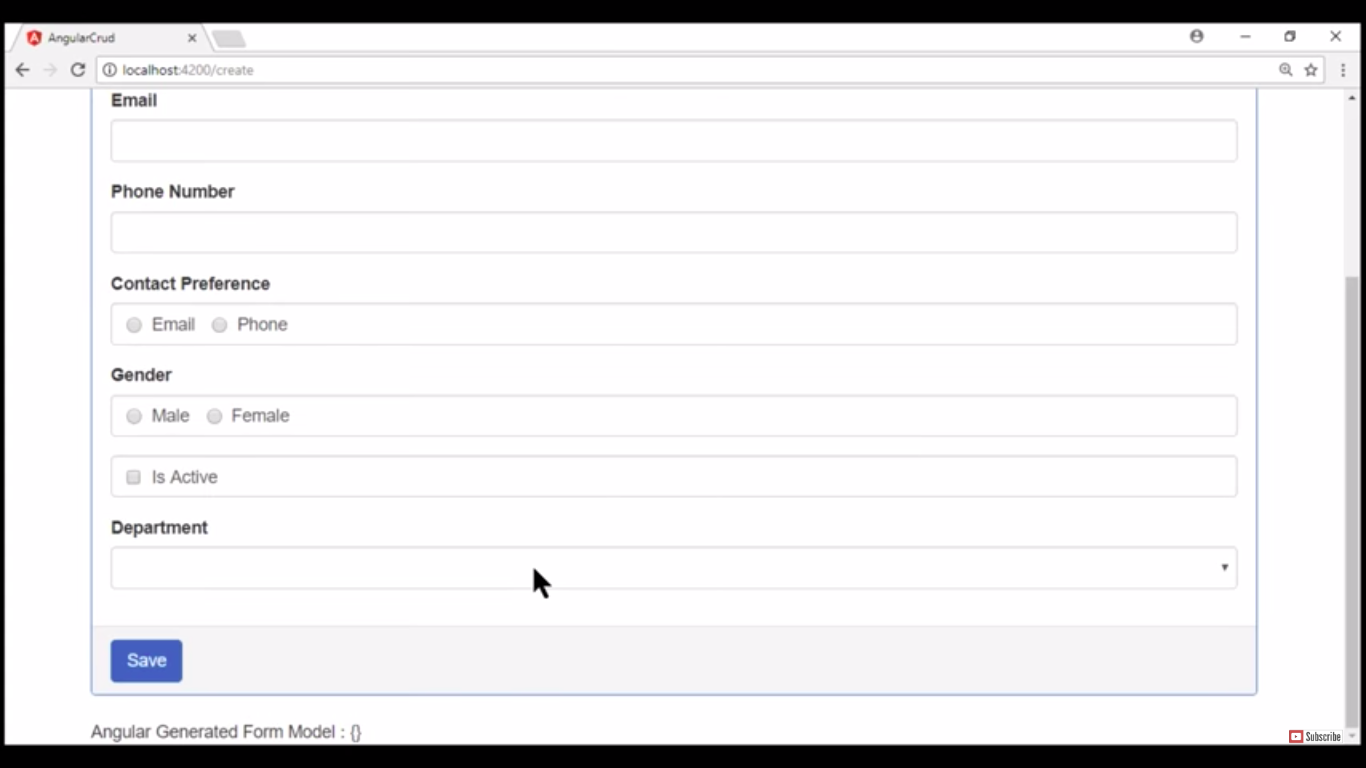 AngularCrud
localhost:4200/create
Email
Phone Number
Contact Preference
Email Phone
Gender
Male Female
Is Active
Department
Save
Angular Generated Form Model : {}
Subscribe